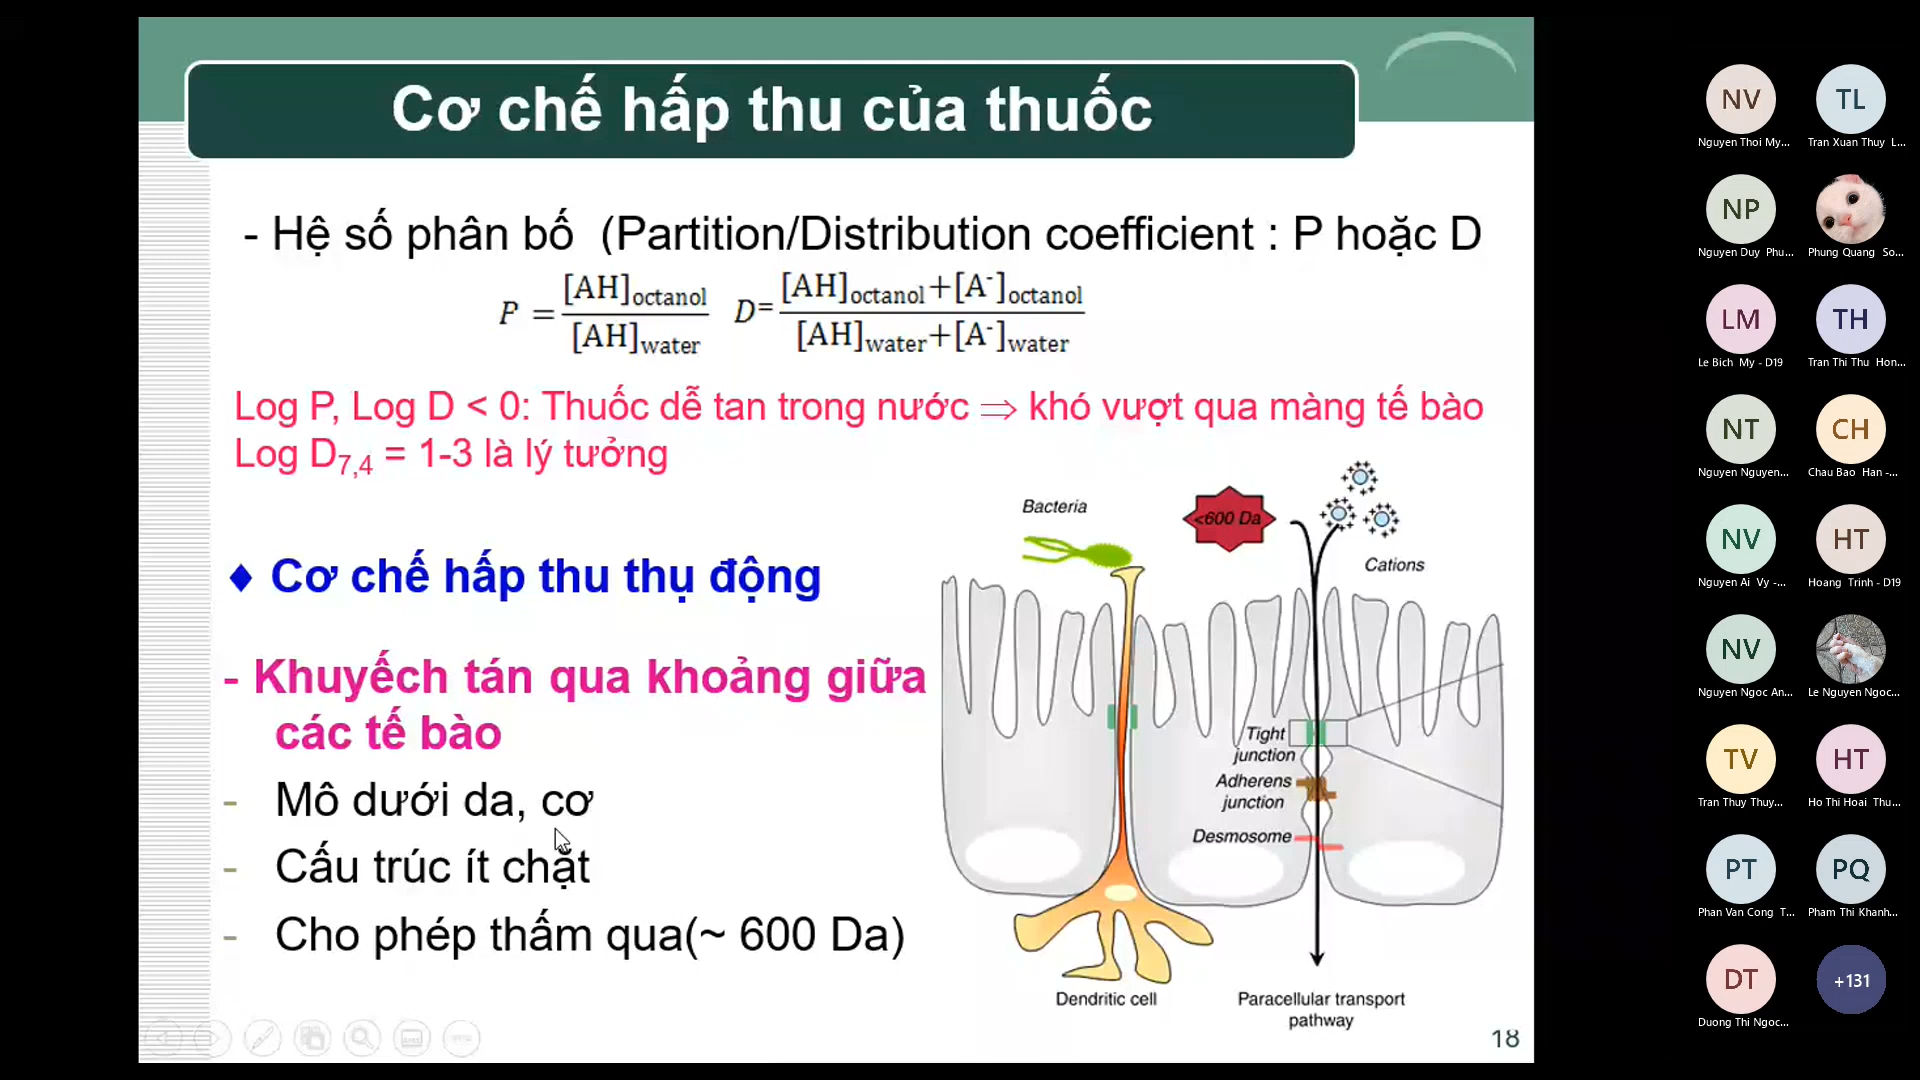 Cơ chế hấp thu của thuốc
- Hệ số phân bố (Partition/Distribution coefficient : P hoặc D
P = [AH]octanol / [AH]water D= [AH]octanol+[A-]octanol / [AH]water+[A-]water
Log P, Log D < 0: Thuốc dễ tan trong nước ⇒ khó vượt qua màng tế bào
Log D7,4 = 1-3 là lý tưởng
♦ Cơ chế hấp thu thụ động
- Khuyếch tán qua khoảng giữa
các tế bào
- Mô dưới da, cơ
- Cấu trúc ít chặt
- Cho phép thấm qua(~ 600 Da)
Bacteria
<600 Da
Cations
Tight
junction
Adherens
junction
Desmosome
Dendritic cell
Paracellular transport
pathway
18
NV
Nguyen Thoi My...
TL
Tran Xuan Thuy L...
NP
Nguyen Duy Phu...
Phung Quang So...
LM
Le Bich My - D19
TH
Tran Thi Thu Hon...
NT
Nguyen Nguyen...
CH
Chau Bao Han -...
NV
Nguyen Ai Vy -...
HT
Hoang Trinh - D19
NV
Nguyen Ngoc An...
Le Nguyen Ngoc...
TV
Tran Thuy Thuy...
HT
Ho Thi Hoai Thu...
PT
Phan Van Cong T...
PQ
Pham Thi Khanh...
DT
Duong Thi Ngoc...
+131